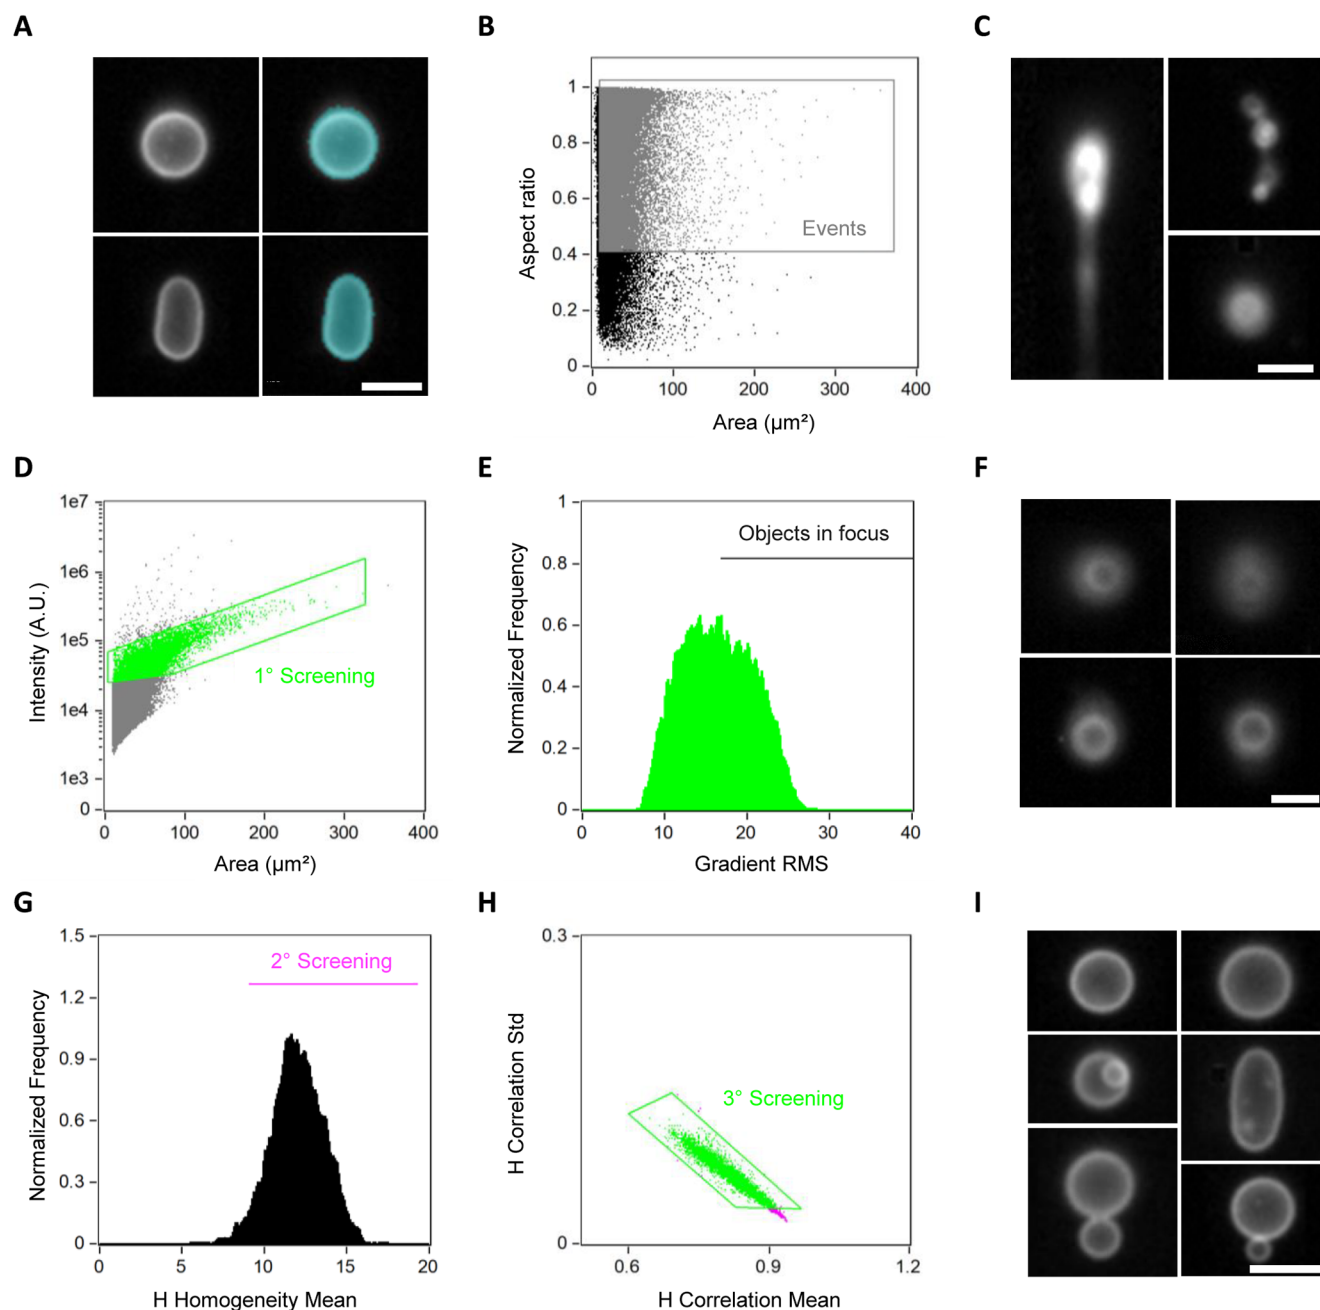 A
B
C
1
0.8
0.6
0.4
0.2
0
Aspect ratio
Events
0
100
200
300
400
Area (µm²)
D
E
F
1e7
1e6
1e5
1e4
1e3
0
Intensity (A.U.)
1° Screening
0
100
200
300
400
Area (µm²)
1
0.8
0.6
0.4
0.2
0
Normalized Frequency
Objects in focus
0
10
20
30
40
Gradient RMS
G
H
I
1.5
1.2
0.9
0.6
0.3
0
Normalized Frequency
2° Screening
0
5
10
15
20
H Homogeneity Mean
0.3
0
H Correlation Std
3° Screening
0.6
0.9
1.2
H Correlation Mean